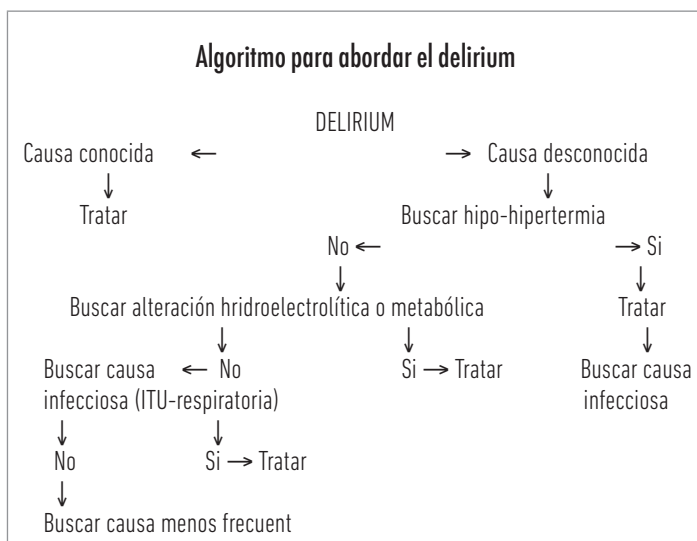 Algoritmo para abordar el delirium
DELIRIUM
Causa conocida ← → Causa desconocida
↓ ↓
Tratar Buscar hipo-hipertermia
No ← → Si
↓ ↓
Buscar alteración hridroelectrolítica o metabólica Tratar
↓ ↓ ↓
Buscar causa ← No Si → Tratar Buscar causa
infecciosa (ITU-respiratoria) infecciosa
↓ ↓
No Si → Tratar
↓
Buscar causa menos frecuent